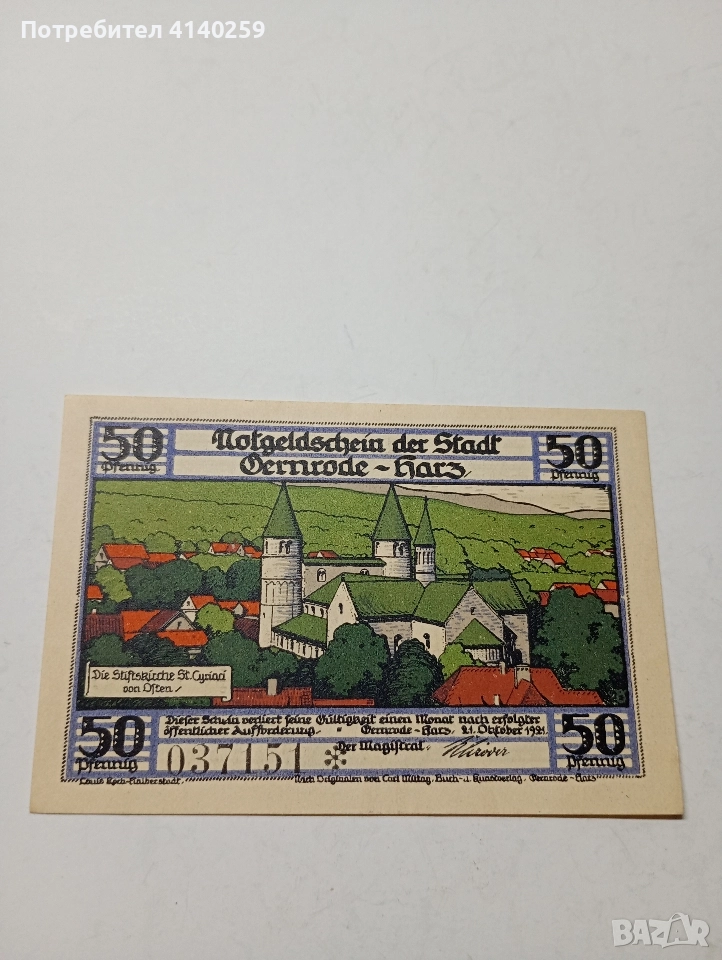 Потребител 4140259
50 Pfennig
Notgeldschein der Stadt
Gernrode-Harz
50 Pfennig
Die Stiftskirche St. Cyriaci
von Osten
50 Pfennig
Dieser Schein verliert seine Gültigkeit einen Monat nach erfolgter
öffentlicher Aufforderung. Gernrode-Harz, 21. Oktober 1921.
Der Magistrat:
037151 *
50 Pfennig
Louis Koch-Halberstadt.
Nach Originalen von Carl Mittag, Buch- u. Kunstverlag, Gernrode-Harz
BAZAR